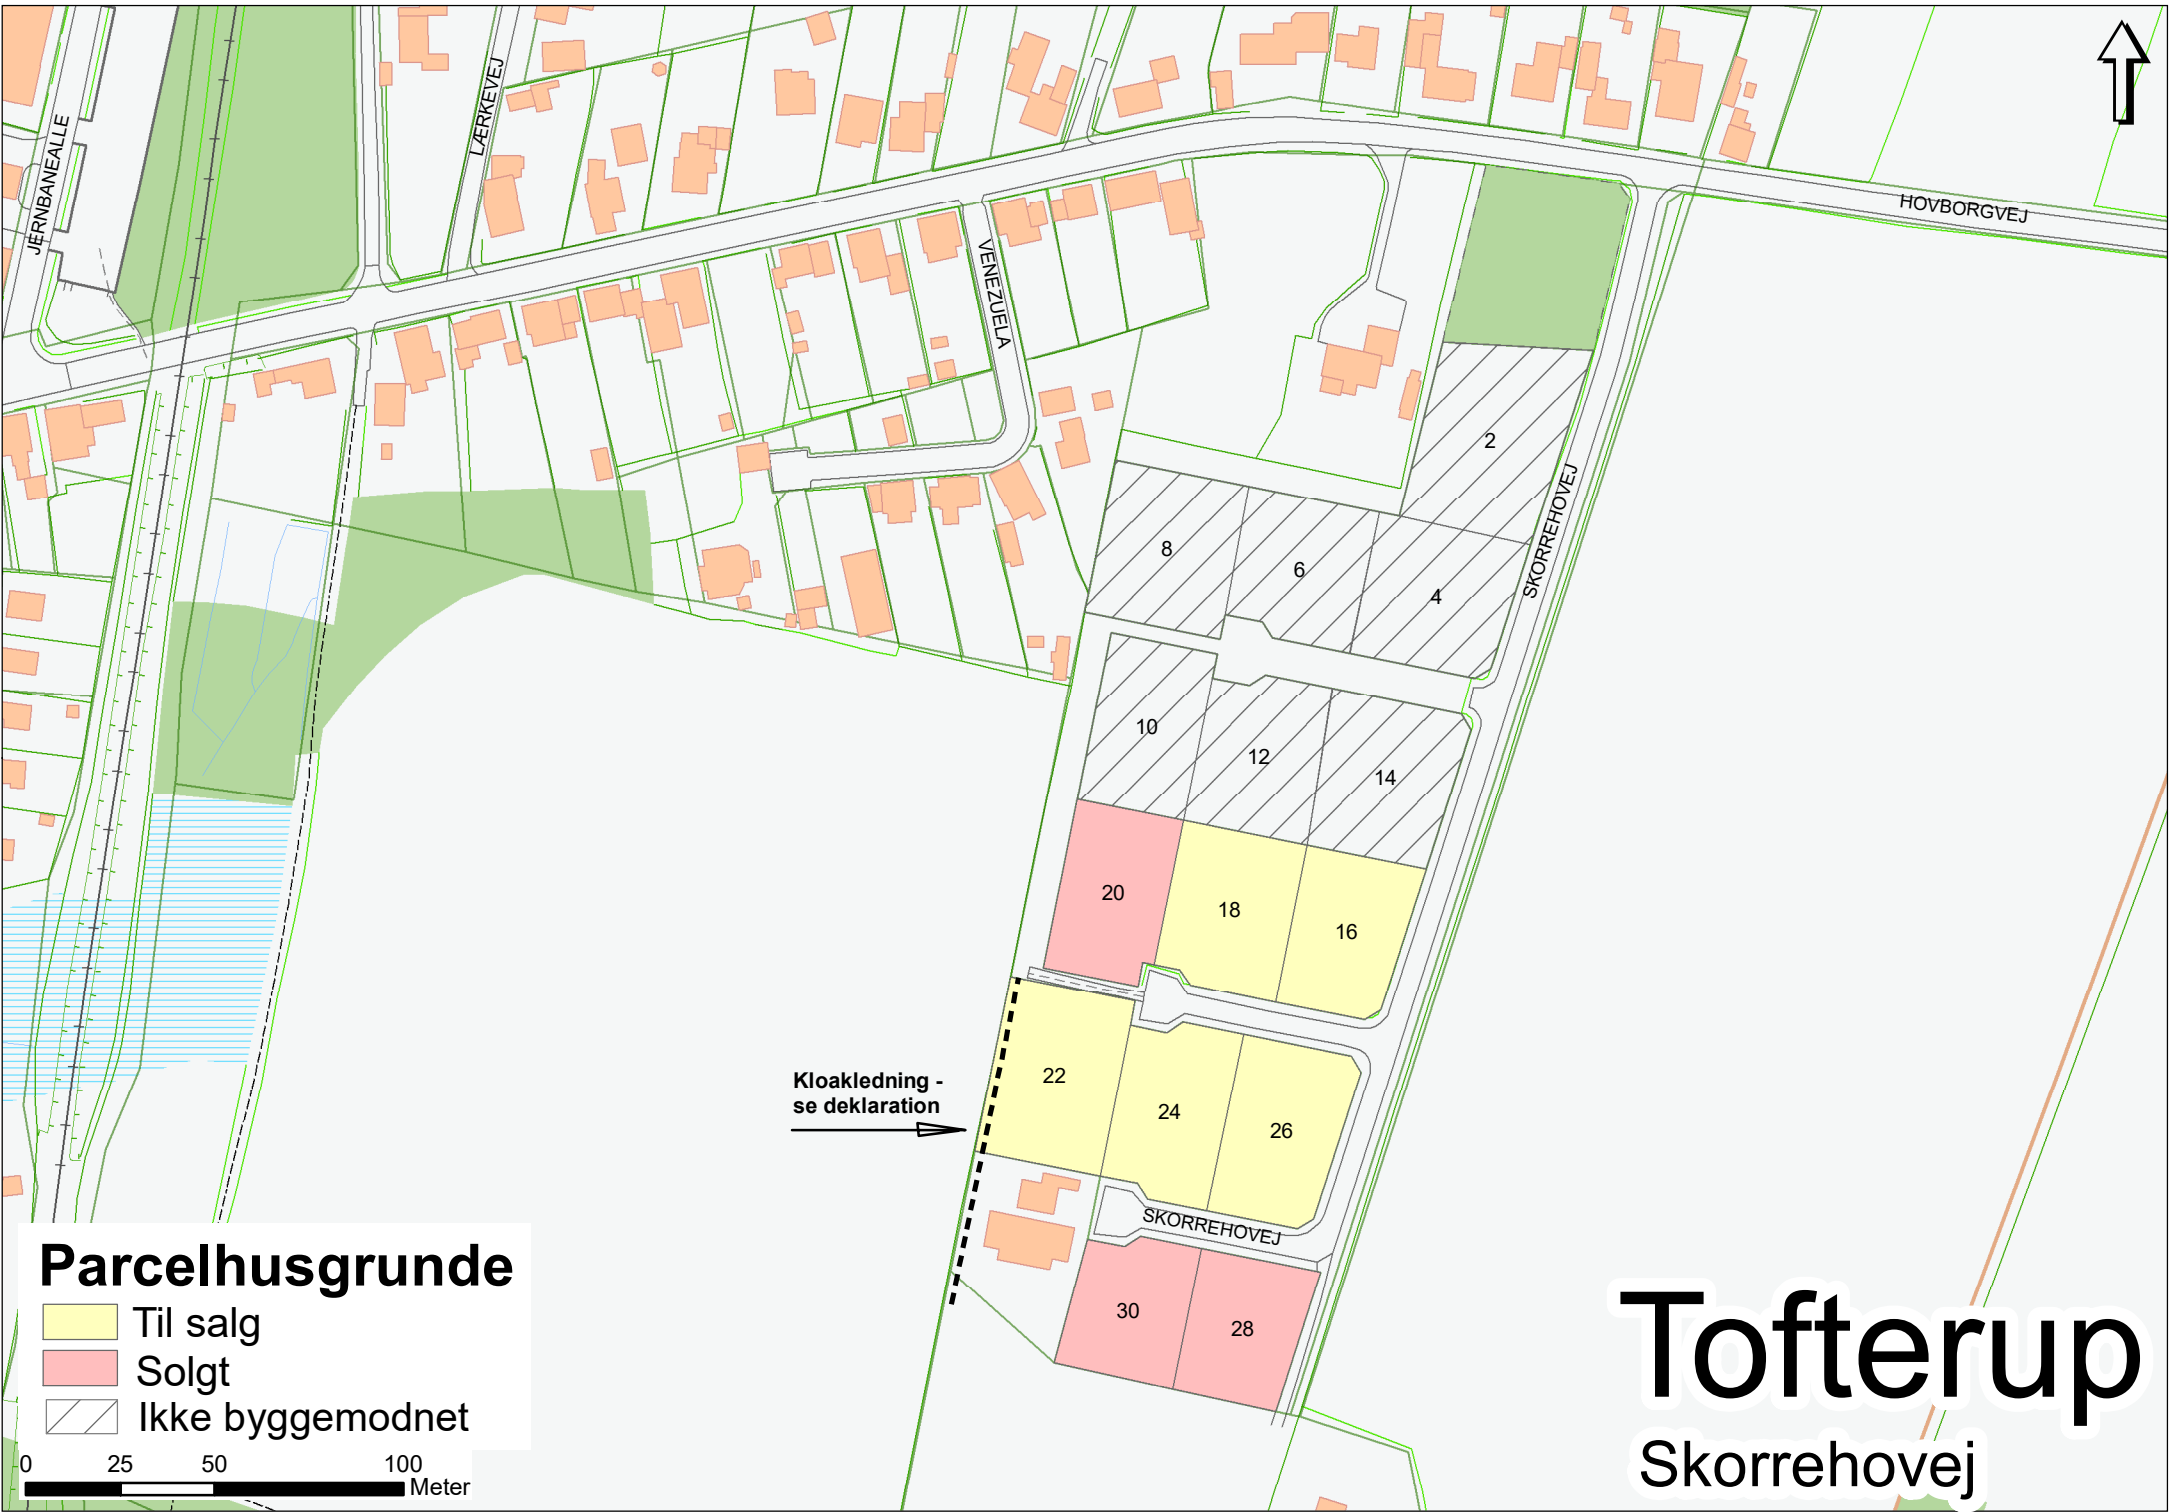 JERNBANEALLE
LÆRKEVEJ
HOVBORGVEJ
VENEZUELA
2
SKORREHOVEJ
8
6
4
10
12
14
20
18
16
22
24
26
Kloakledning -
se deklaration
SKORREHOVEJ
30
28
Parcelhusgrunde
Til salg
Solgt
Ikke byggemodnet
0 25 50 100
Meter
Tofterup
Skorrehovej